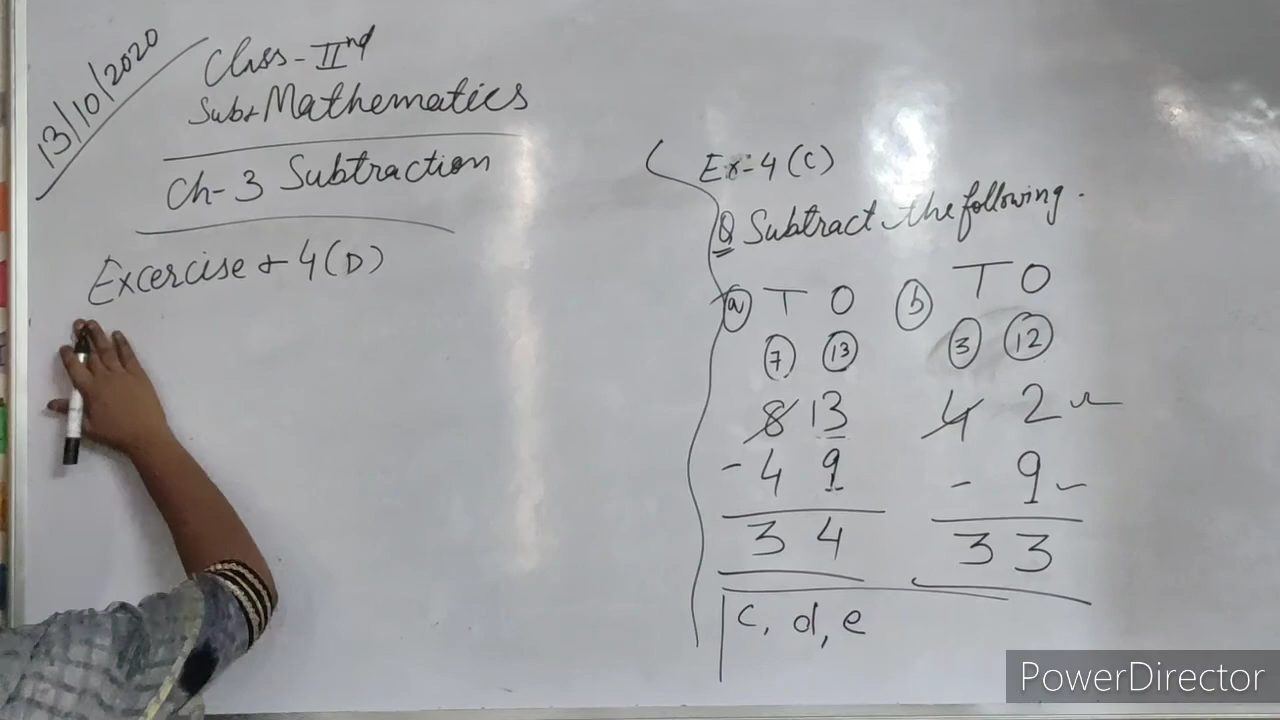 13/10/2020
Class - IInd
Sub:- Mathematics
Ch-3 Subtraction
Excercise :- 4(D)
Ex:- 4(C)
Q Subtract the following.
(a) T O (b) T O
7 13 3 12
8 13 4 2
- 4 9 - 9
3 4 3 3
c, d, e
PowerDirector